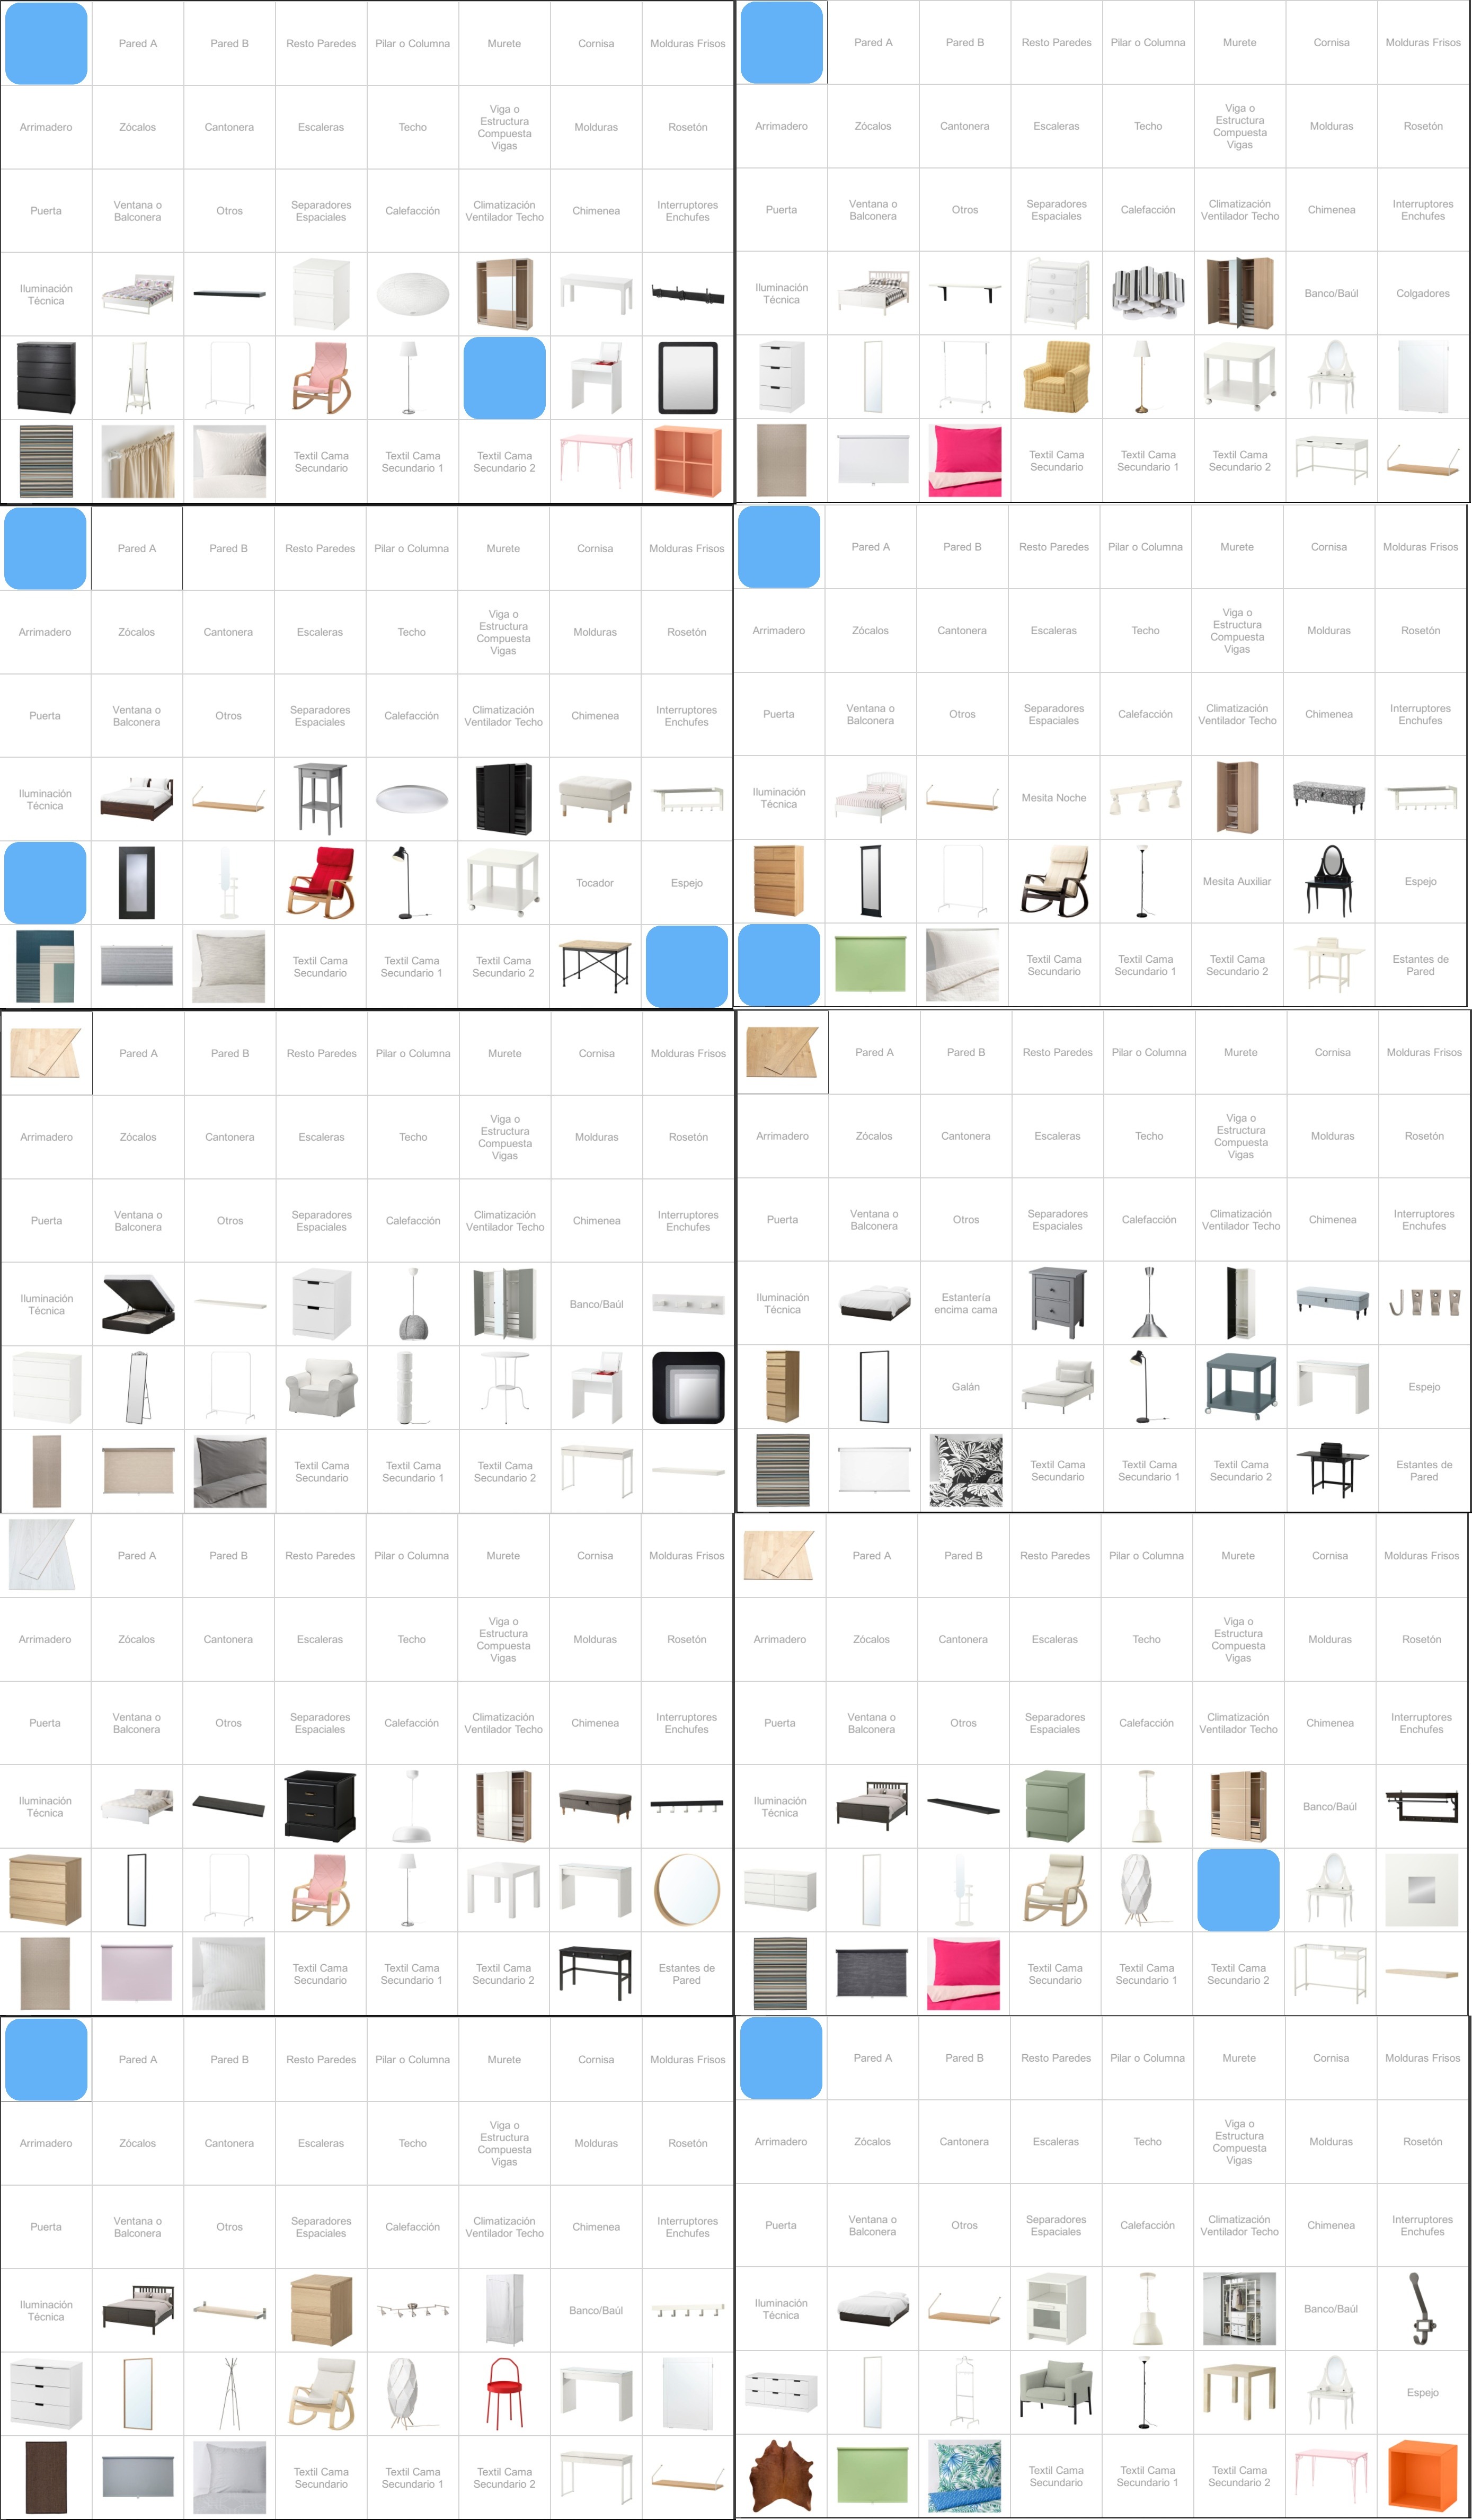 Pared A Pared B Resto Paredes Pilar o Columna Murete Cornisa Molduras Frisos
Arrimadero Zócalos Cantonera Escaleras Techo Viga o Estructura Compuesta Vigas Molduras Rosetón
Puerta Ventana o Balconera Otros Separadores Espaciales Calefacción Climatización Ventilador Techo Chimenea Interruptores Enchufes
Iluminación Técnica
Textil Cama Secundario Textil Cama Secundario 1 Textil Cama Secundario 2
Pared A Pared B Resto Paredes Pilar o Columna Murete Cornisa Molduras Frisos
Arrimadero Zócalos Cantonera Escaleras Techo Viga o Estructura Compuesta Vigas Molduras Rosetón
Puerta Ventana o Balconera Otros Separadores Espaciales Calefacción Climatización Ventilador Techo Chimenea Interruptores Enchufes
Iluminación Técnica Banco/Baúl Colgadores
Textil Cama Secundario Textil Cama Secundario 1 Textil Cama Secundario 2
Pared A Pared B Resto Paredes Pilar o Columna Murete Cornisa Molduras Frisos
Arrimadero Zócalos Cantonera Escaleras Techo Viga o Estructura Compuesta Vigas Molduras Rosetón
Puerta Ventana o Balconera Otros Separadores Espaciales Calefacción Climatización Ventilador Techo Chimenea Interruptores Enchufes
Iluminación Técnica
Tocador Espejo
Textil Cama Secundario Textil Cama Secundario 1 Textil Cama Secundario 2
Pared A Pared B Resto Paredes Pilar o Columna Murete Cornisa Molduras Frisos
Arrimadero Zócalos Cantonera Escaleras Techo Viga o Estructura Compuesta Vigas Molduras Rosetón
Puerta Ventana o Balconera Otros Separadores Espaciales Calefacción Climatización Ventilador Techo Chimenea Interruptores Enchufes
Iluminación Técnica Mesita Noche
Mesita Auxiliar Espejo
Textil Cama Secundario Textil Cama Secundario 1 Textil Cama Secundario 2 Estantes de Pared
Pared A Pared B Resto Paredes Pilar o Columna Murete Cornisa Molduras Frisos
Arrimadero Zócalos Cantonera Escaleras Techo Viga o Estructura Compuesta Vigas Molduras Rosetón
Puerta Ventana o Balconera Otros Separadores Espaciales Calefacción Climatización Ventilador Techo Chimenea Interruptores Enchufes
Iluminación Técnica Banco/Baúl
Textil Cama Secundario Textil Cama Secundario 1 Textil Cama Secundario 2
Pared A Pared B Resto Paredes Pilar o Columna Murete Cornisa Molduras Frisos
Arrimadero Zócalos Cantonera Escaleras Techo Viga o Estructura Compuesta Vigas Molduras Rosetón
Puerta Ventana o Balconera Otros Separadores Espaciales Calefacción Climatización Ventilador Techo Chimenea Interruptores Enchufes
Iluminación Técnica Estantería encima cama
Galán Espejo
Textil Cama Secundario Textil Cama Secundario 1 Textil Cama Secundario 2 Estantes de Pared
Pared A Pared B Resto Paredes Pilar o Columna Murete Cornisa Molduras Frisos
Arrimadero Zócalos Cantonera Escaleras Techo Viga o Estructura Compuesta Vigas Molduras Rosetón
Puerta Ventana o Balconera Otros Separadores Espaciales Calefacción Climatización Ventilador Techo Chimenea Interruptores Enchufes
Iluminación Técnica
Textil Cama Secundario Textil Cama Secundario 1 Textil Cama Secundario 2 Estantes de Pared
Pared A Pared B Resto Paredes Pilar o Columna Murete Cornisa Molduras Frisos
Arrimadero Zócalos Cantonera Escaleras Techo Viga o Estructura Compuesta Vigas Molduras Rosetón
Puerta Ventana o Balconera Otros Separadores Espaciales Calefacción Climatización Ventilador Techo Chimenea Interruptores Enchufes
Iluminación Técnica Banco/Baúl
Textil Cama Secundario Textil Cama Secundario 1 Textil Cama Secundario 2
Pared A Pared B Resto Paredes Pilar o Columna Murete Cornisa Molduras Frisos
Arrimadero Zócalos Cantonera Escaleras Techo Viga o Estructura Compuesta Vigas Molduras Rosetón
Puerta Ventana o Balconera Otros Separadores Espaciales Calefacción Climatización Ventilador Techo Chimenea Interruptores Enchufes
Iluminación Técnica Banco/Baúl
Textil Cama Secundario Textil Cama Secundario 1 Textil Cama Secundario 2
Pared A Pared B Resto Paredes Pilar o Columna Murete Cornisa Molduras Frisos
Arrimadero Zócalos Cantonera Escaleras Techo Viga o Estructura Compuesta Vigas Molduras Rosetón
Puerta Ventana o Balconera Otros Separadores Espaciales Calefacción Climatización Ventilador Techo Chimenea Interruptores Enchufes
Iluminación Técnica Banco/Baúl
Espejo
Textil Cama Secundario Textil Cama Secundario 1 Textil Cama Secundario 2